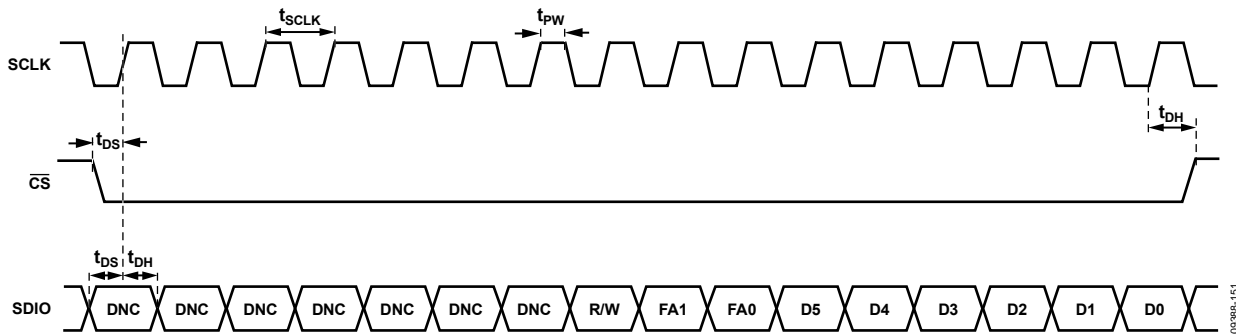 tSCLK
tPW
SCLK
tDH
tDS
CS
tDS tDH
SDIO DNC DNC DNC DNC DNC DNC DNC R/W FA1 FA0 D5 D4 D3 D2 D1 D0
09388-151